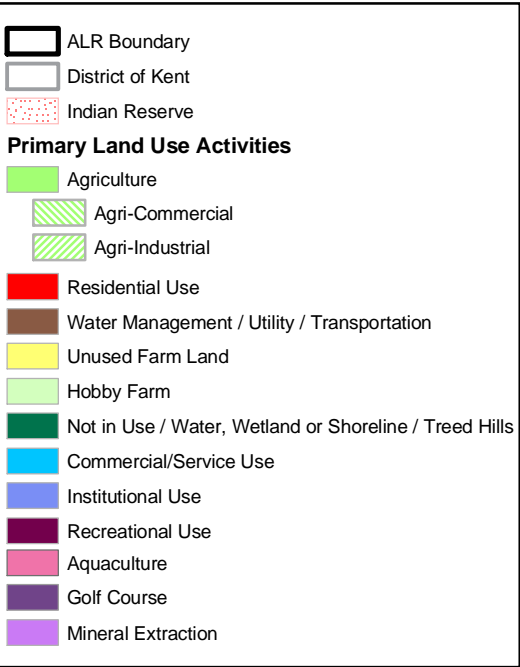 ALR Boundary
District of Kent
Indian Reserve
Primary Land Use Activities
Agriculture
Agri-Commercial
Agri-Industrial
Residential Use
Water Management / Utility / Transportation
Unused Farm Land
Hobby Farm
Not in Use / Water, Wetland or Shoreline / Treed Hills
Commercial/Service Use
Institutional Use
Recreational Use
Aquaculture
Golf Course
Mineral Extraction